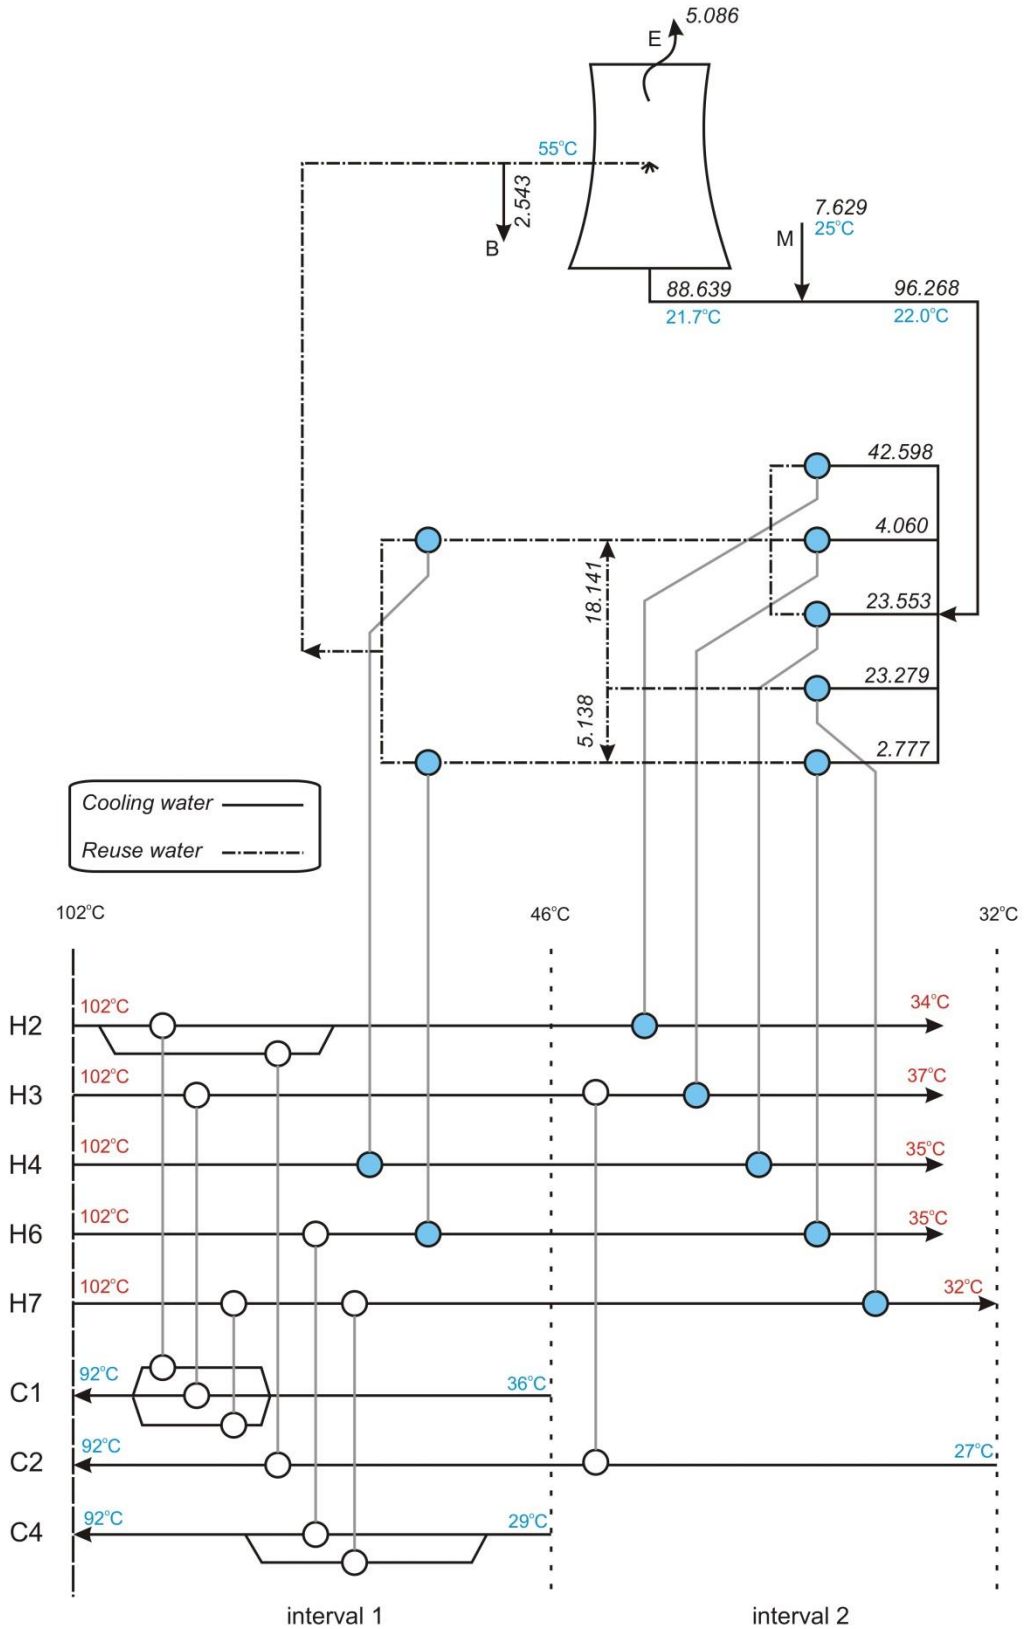 5.086
E
55°C
2.543
B
7.629
25°C
M
88.639
96.268
21.7°C
22.0°C
42.598
4.060
18.141
23.553
23.279
5.138
2.777
Cooling water
Reuse water
102°C
46°C
32°C
H2
102°C
34°C
H3
102°C
37°C
H4
102°C
35°C
H6
102°C
35°C
H7
102°C
32°C
C1
92°C
36°C
C2
92°C
27°C
C4
92°C
29°C
interval 1
interval 2